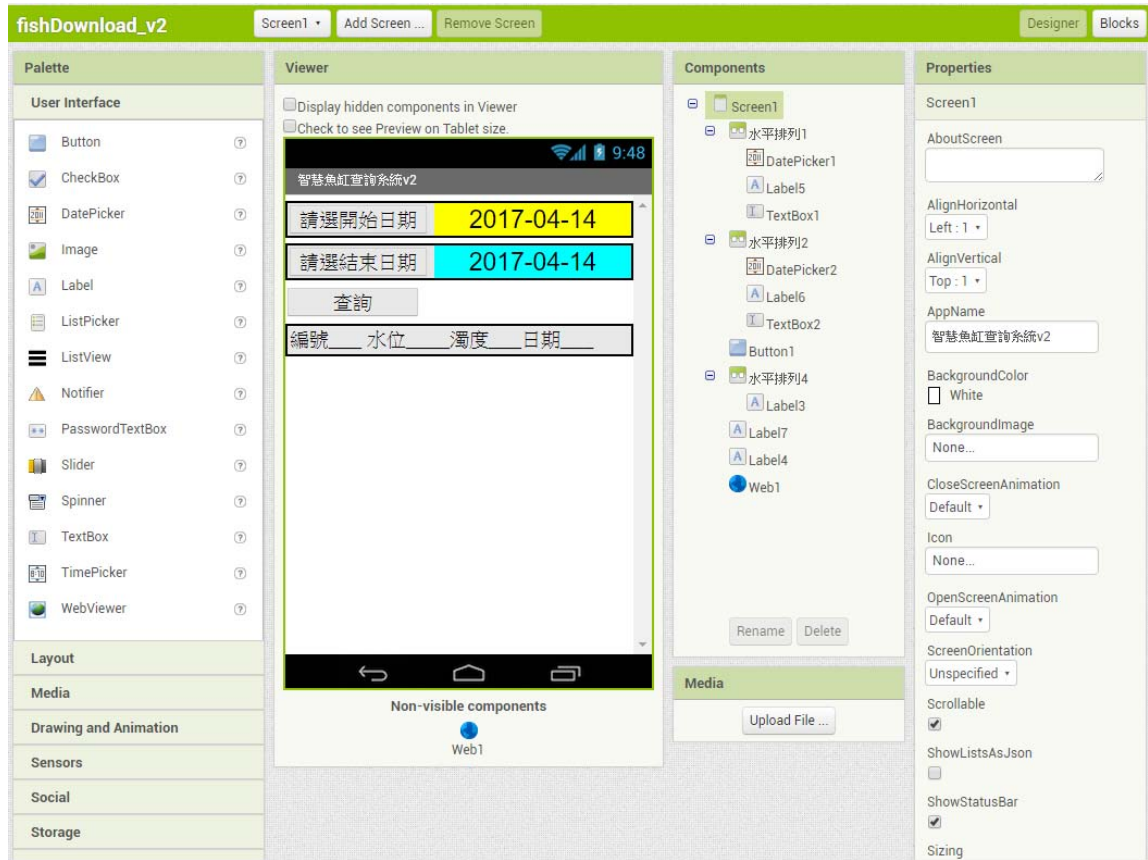 fishDownload_v2
Screen1
Add Screen ...
Remove Screen
Designer
Blocks
Palette
User Interface
Button
CheckBox
DatePicker
Image
Label
ListPicker
ListView
Notifier
PasswordTextBox
Slider
Spinner
TextBox
TimePicker
WebViewer
Layout
Media
Drawing and Animation
Sensors
Social
Storage
Viewer
Display hidden components in Viewer
Check to see Preview on Tablet size.
9:48
智慧魚缸查詢系統v2
請選開始日期 2017-04-14
請選結束日期 2017-04-14
查詢
編號___ 水位____濁度___日期___
Non-visible components
Web1
Components
Screen1
水平排列1
DatePicker1
Label5
TextBox1
水平排列2
DatePicker2
Label6
TextBox2
Button1
水平排列4
Label3
Label7
Label4
Web1
Rename
Delete
Media
Upload File ...
Properties
Screen1
AboutScreen
AlignHorizontal
Left : 1
AlignVertical
Top : 1
AppName
智慧魚缸查詢系統v2
BackgroundColor
White
BackgroundImage
None...
CloseScreenAnimation
Default
Icon
None...
OpenScreenAnimation
Default
ScreenOrientation
Unspecified
Scrollable
ShowListsAsJson
ShowStatusBar
Sizing